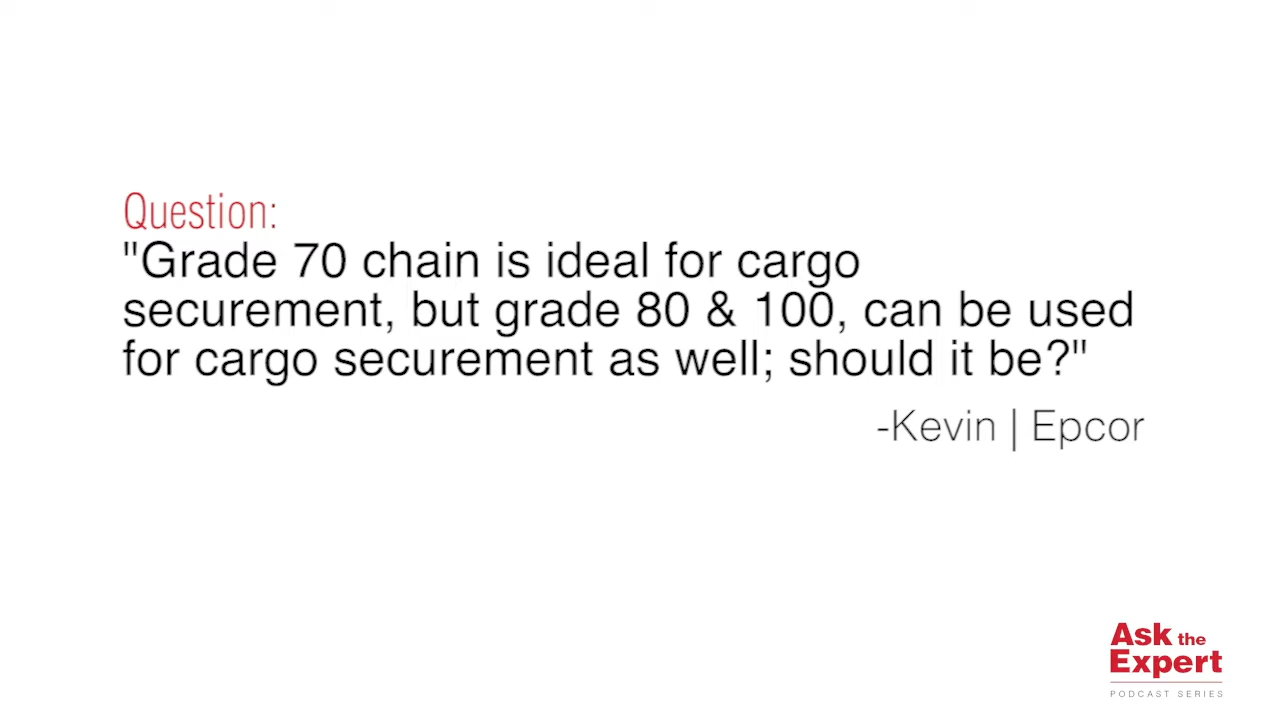 Question:
"Grade 70 chain is ideal for cargo
securement, but grade 80 & 100, can be used
for cargo securement as well; should it be?"
-Kevin | Epcor
Ask the
Expert
PODCAST SERIES